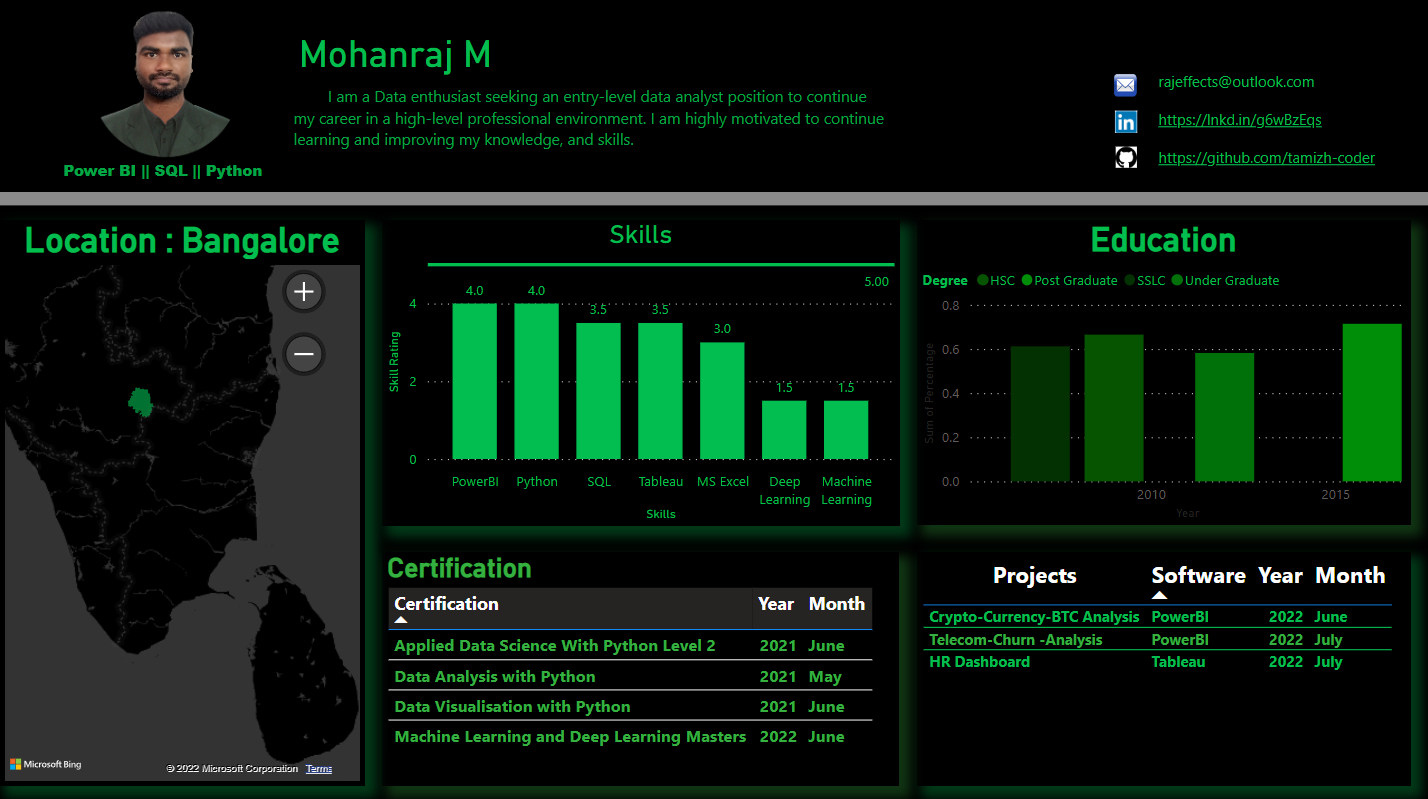 Mohanraj M
I am a Data enthusiast seeking an entry-level data analyst position to continue
my career in a high-level professional environment. I am highly motivated to continue
learning and improving my knowledge, and skills.
Power BI || SQL || Python
rajeffects@outlook.com
https://lnkd.in/g6wBzEqs
https://github.com/tamizh-coder
Location : Bangalore
Microsoft Bing
© 2022 Microsoft Corporation Terms
Skills
5.00
4.0 4.0 3.5 3.5 3.0 1.5 1.5
Skill Rating
4
2
0
PowerBI Python SQL Tableau MS Excel Deep Learning Machine Learning
Skills
Education
Degree HSC Post Graduate SSLC Under Graduate
Sum of Percentage
0.8
0.6
0.4
0.2
0.0
2010 2015
Year
Certification
Certification Year Month
Applied Data Science With Python Level 2 2021 June
Data Analysis with Python 2021 May
Data Visualisation with Python 2021 June
Machine Learning and Deep Learning Masters 2022 June
Projects Software Year Month
Crypto-Currency-BTC Analysis PowerBI 2022 June
Telecom-Churn -Analysis PowerBI 2022 July
HR Dashboard Tableau 2022 July